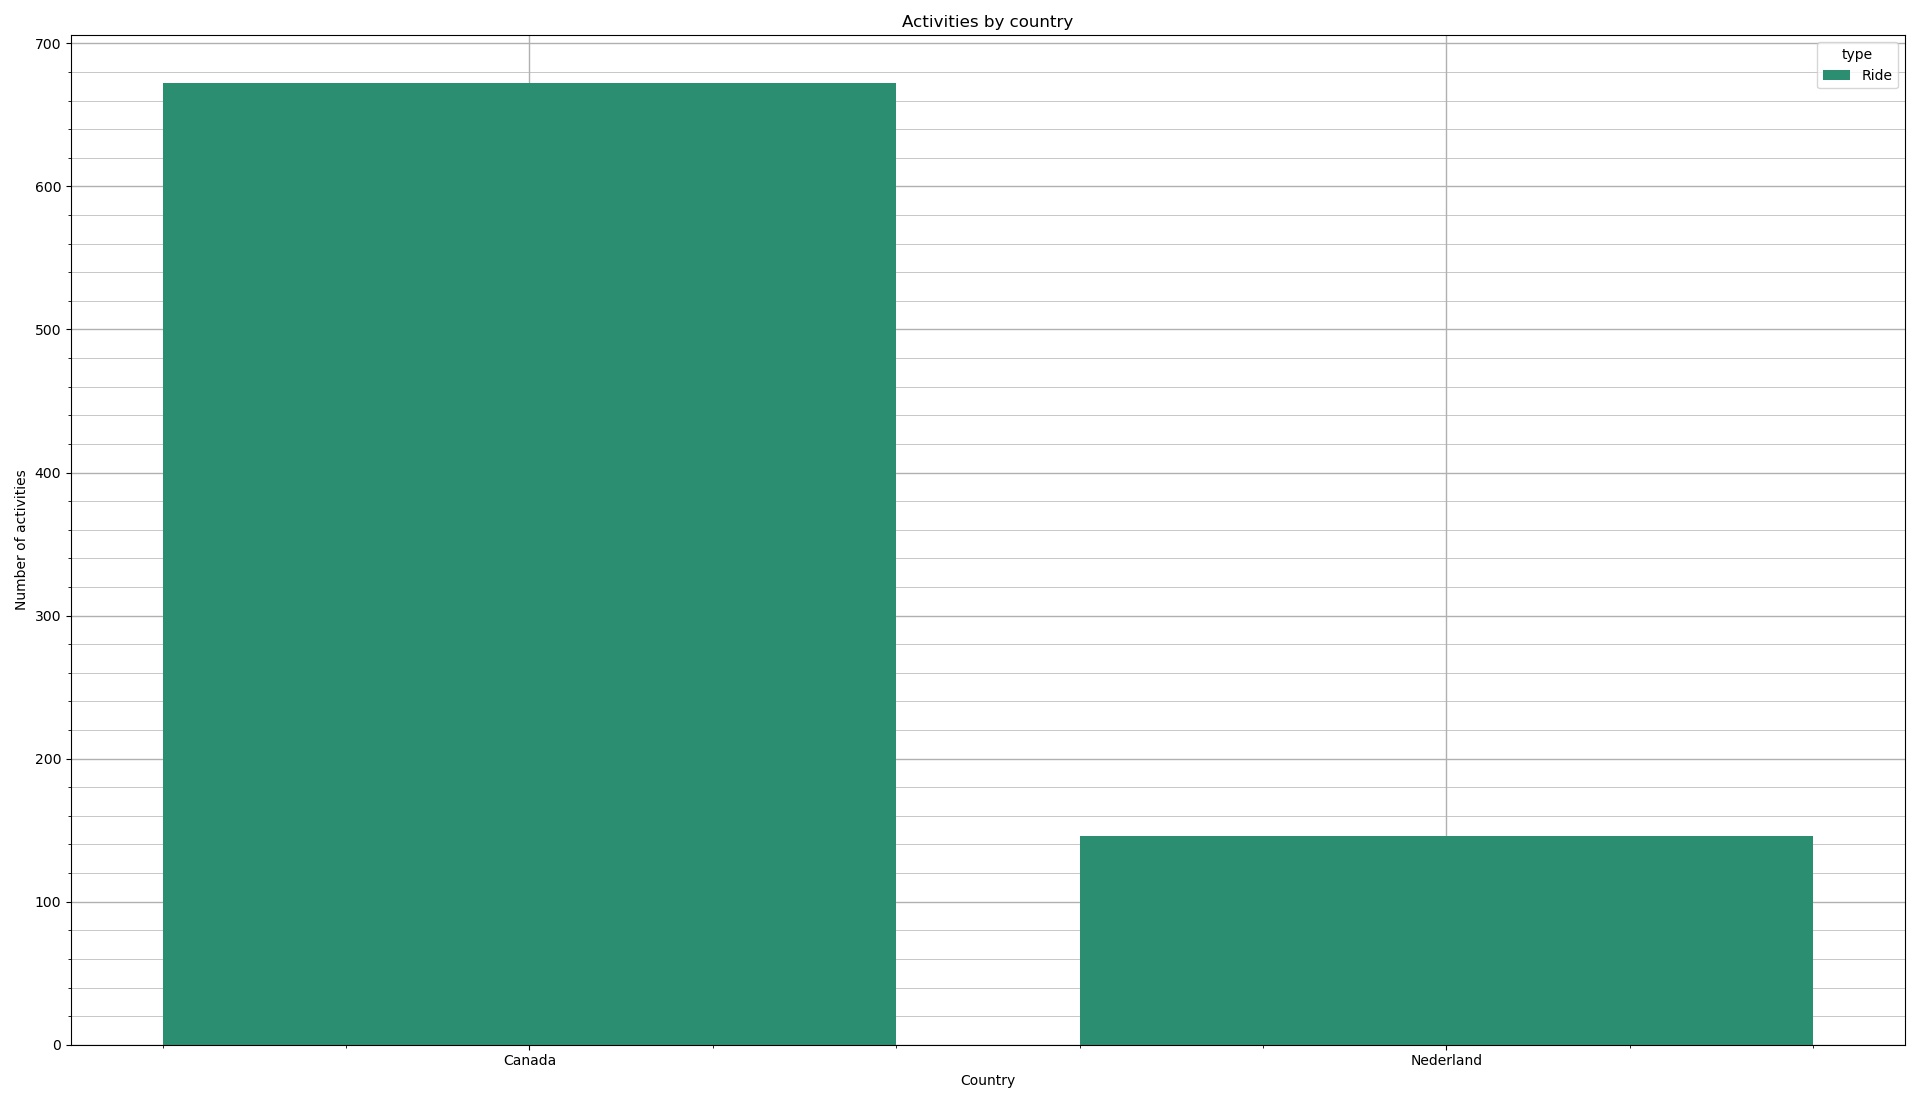 Activities by country
700
600
500
400
300
200
100
0
Number of activities
type
Ride
Canada
Nederland
Country